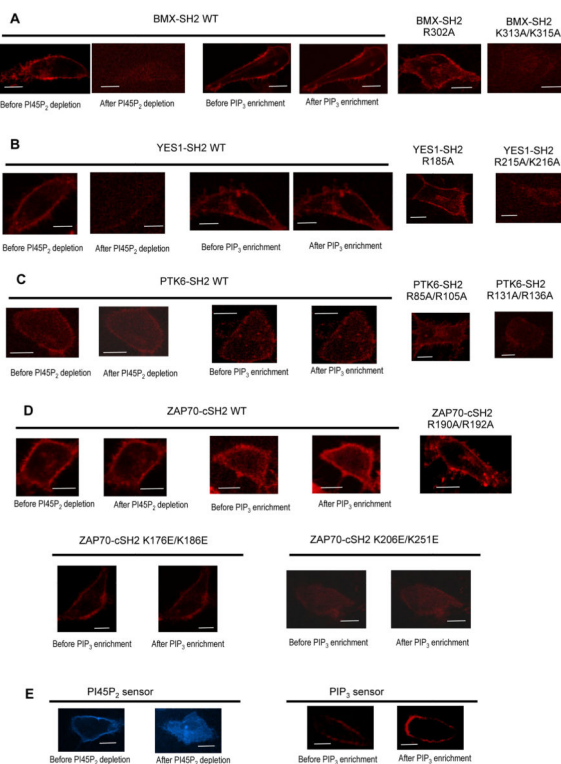 A
BMX-SH2 WT
BMX-SH2
R302A
BMX-SH2
K313A/K315A
Before PI45P2 depletion
After PI45P2 depletion
Before PIP3 enrichment
After PIP3 enrichment
B
YES1-SH2 WT
YES1-SH2
R185A
YES1-SH2
R215A/K216A
Before PI45P2 depletion
After PI45P2 depletion
Before PIP3 enrichment
After PIP3 enrichment
C
PTK6-SH2 WT
PTK6-SH2
R85A/R105A
PTK6-SH2
R131A/R136A
Before PI45P2 depletion
After PI45P2 depletion
Before PIP3 enrichment
After PIP3 enrichment
D
ZAP70-cSH2 WT
ZAP70-cSH2
R190A/R192A
Before PI45P2 depletion
After PI45P2 depletion
Before PIP3 enrichment
After PIP3 enrichment
ZAP70-cSH2 K176E/K186E
ZAP70-cSH2 K206E/K251E
Before PIP3 enrichment
After PIP3 enrichment
Before PIP3 enrichment
After PIP3 enrichment
E
PI45P2 sensor
PIP3 sensor
Before PI45P2 depletion
After PI45P2 depletion
Before PIP3 enrichment
After PIP3 enrichment